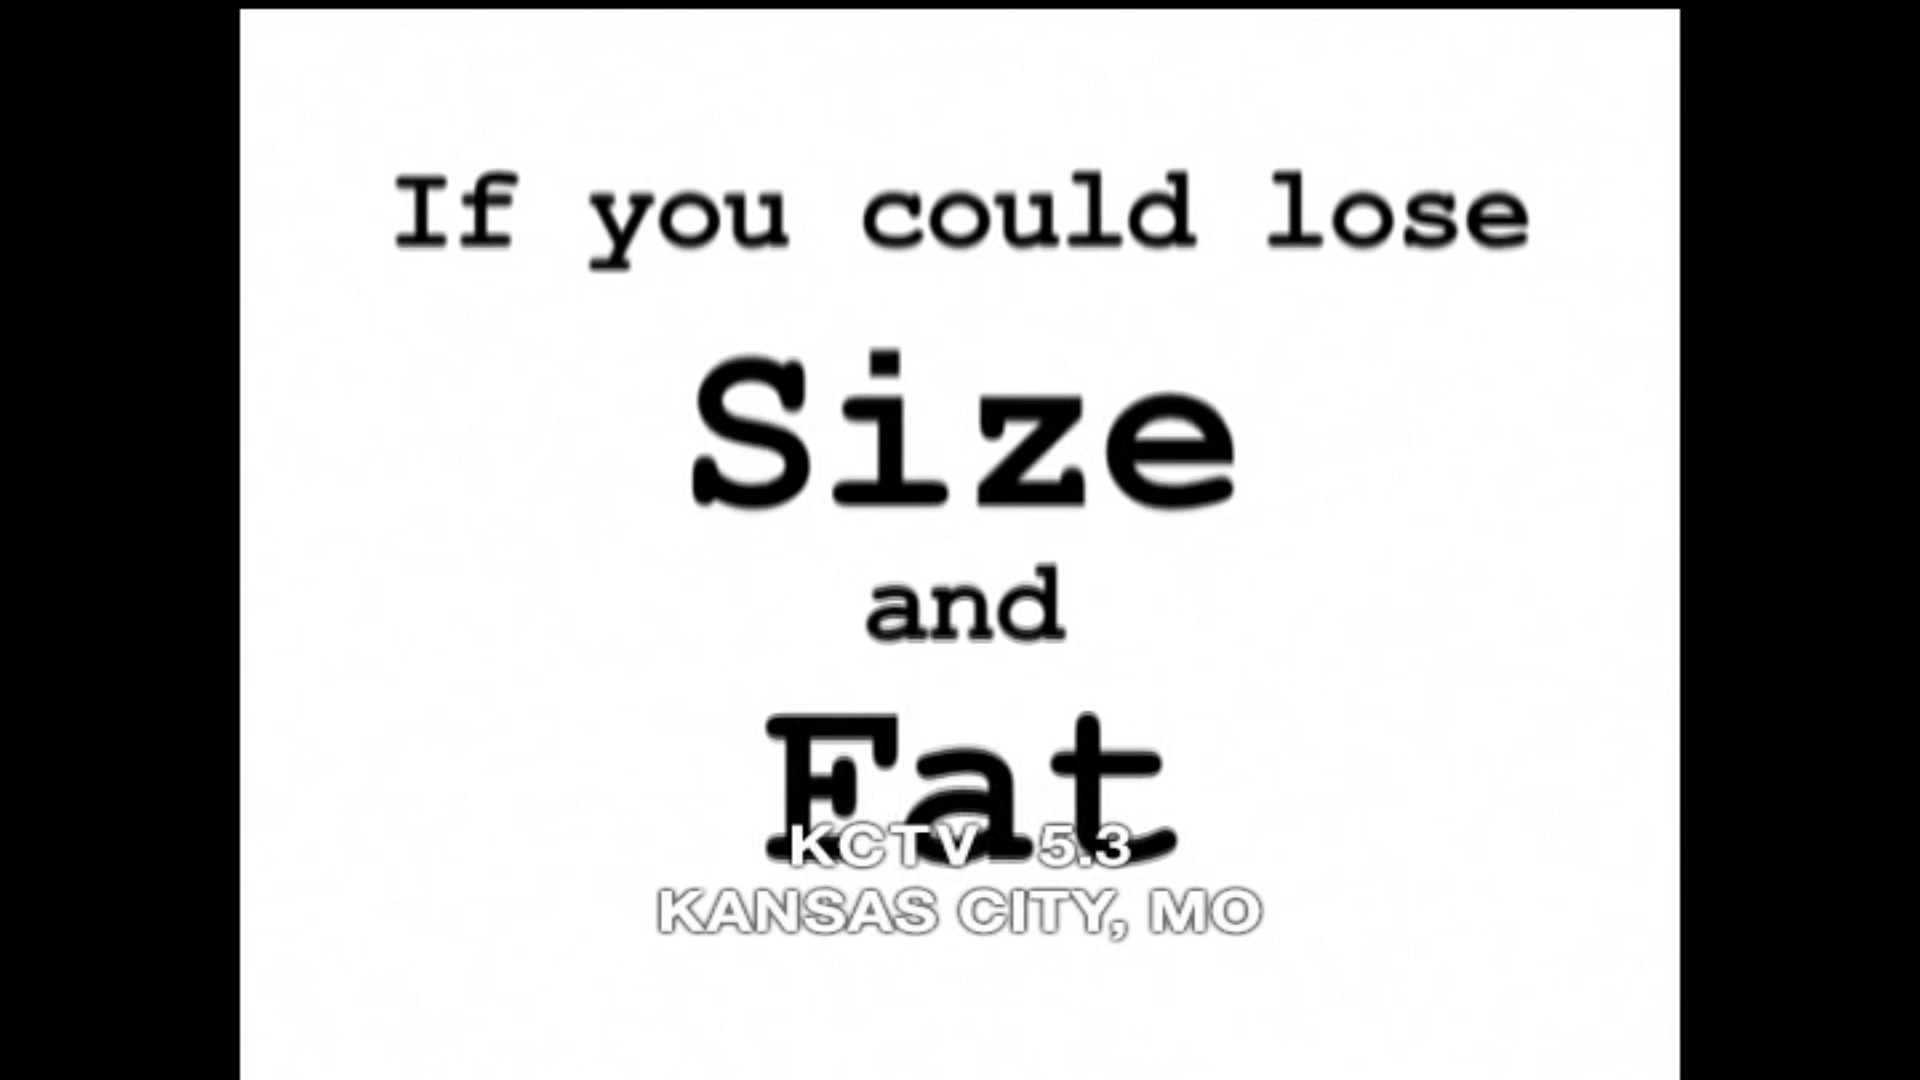 If you could lose
Size
and
Fat
KCTV 5.3
KANSAS CITY, MO